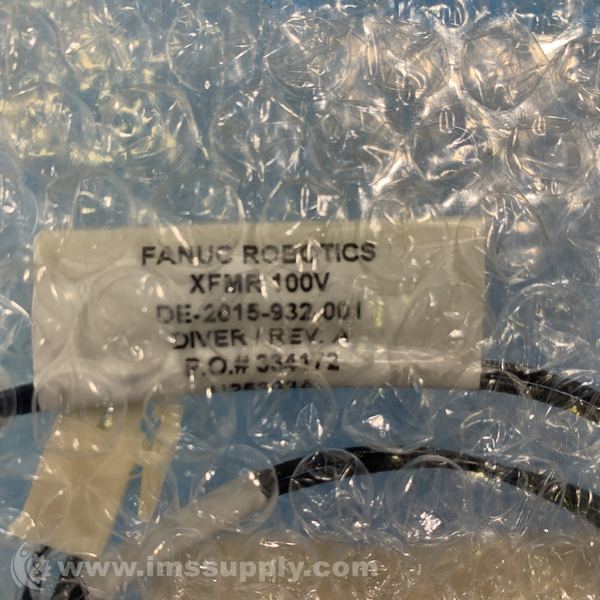 FANUC ROBOTICS
XFMR 100V
DE-2015-932/001
DIVER / REV. A
P.O.# 334172
www.imssupply.com